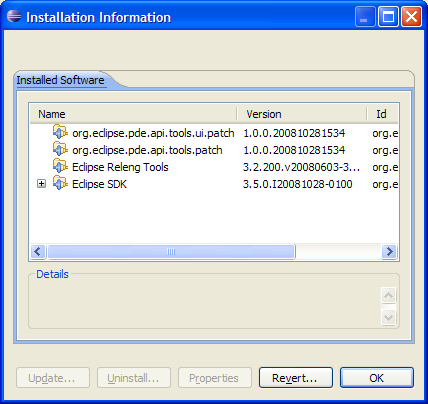 Installation Information
Installed Software
Name Version Id
org.eclipse.pde.api.tools.ui.patch 1.0.0.200810281534 org.e
org.eclipse.pde.api.tools.patch 1.0.0.200810281534 org.e
Eclipse Releng Tools 3.2.200.v20080603-3... org.e
Eclipse SDK 3.5.0.I20081028-0100 org.e
Details
Update... Uninstall... Properties Revert... OK